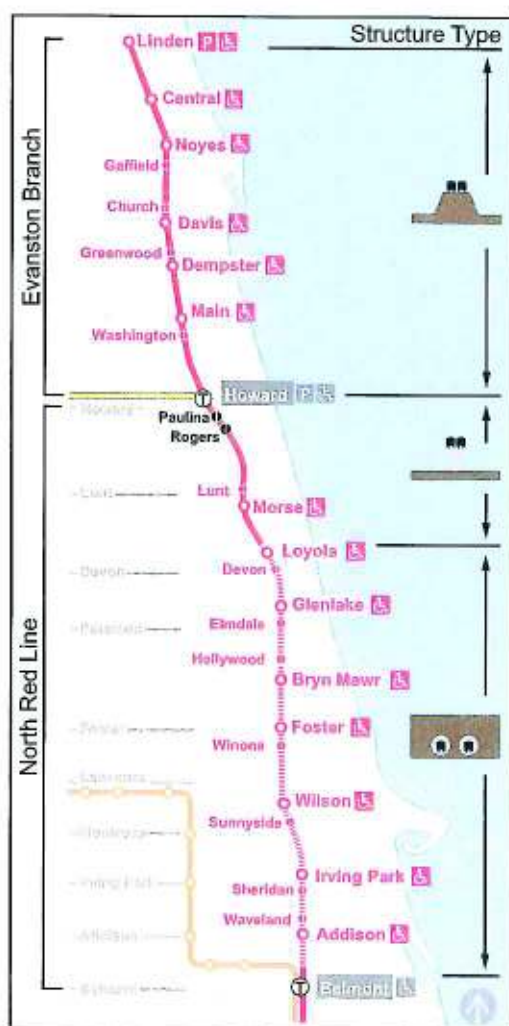 Structure Type
Evanston Branch
Linden P
Central
Noyes
Gaffield
Church
Davis
Greenwood
Dempster
Main
Washington
Howard P
Paulina
Rogers
North Red Line
Lunt
Lunt
Morse
Loyola
Devon
Devon
Glenlake
Elmdale
Hollywood
Bryn Mawr
Foster
Winona
Wilson
Sunnyside
Irving Park
Sheridan
Waveland
Addison
T
Belmont